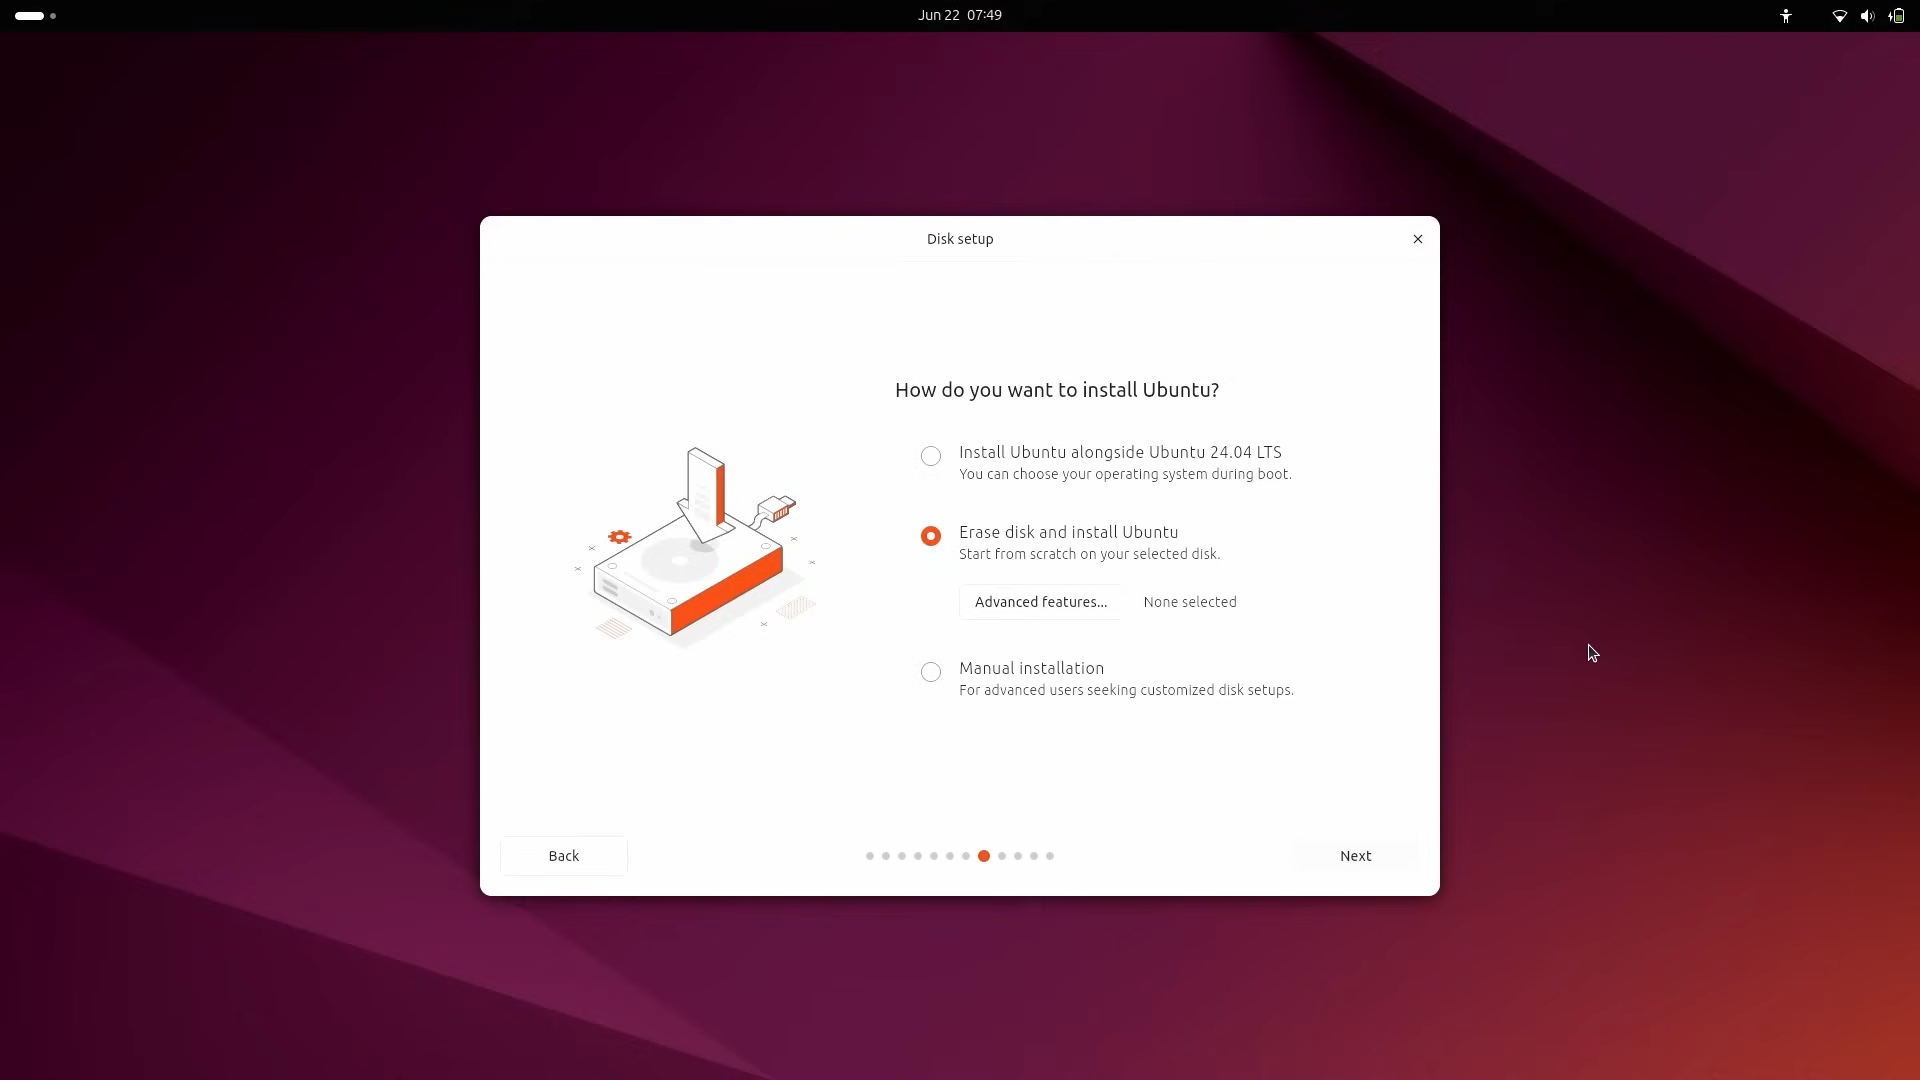 Jun 22 07:49
Disk setup
How do you want to install Ubuntu?
Install Ubuntu alongside Ubuntu 24.04 LTS
You can choose your operating system during boot.
Erase disk and install Ubuntu
Start from scratch on your selected disk.
Advanced features... None selected
Manual installation
For advanced users seeking customized disk setups.
Back Next